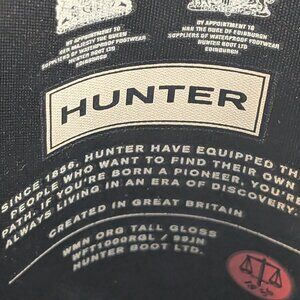 BY APPOINTMENT TO
HER MAJESTY THE QUEEN
SUPPLIERS OF WATERPROOF FOOTWEAR
HUNTER BOOT LTD
EDINBURGH
BY APPOINTMENT TO
HRH THE DUKE OF EDINBURGH
SUPPLIERS OF WATERPROOF FOOTWEAR
HUNTER BOOT LTD
EDINBURGH
HUNTER
SINCE 1856, HUNTER HAVE EQUIPPED TH
PEOPLE WHO WANT TO FIND THEIR OWN
PATH. IF YOU'RE BORN A PIONEER, YOU'RE
ALWAYS LIVING IN AN ERA OF DISCOVERY.
CREATED IN GREAT BRITAIN
WMN ORG TALL GLOSS
WFT1000RGL / 99JN
HUNTER BOOT LTD.